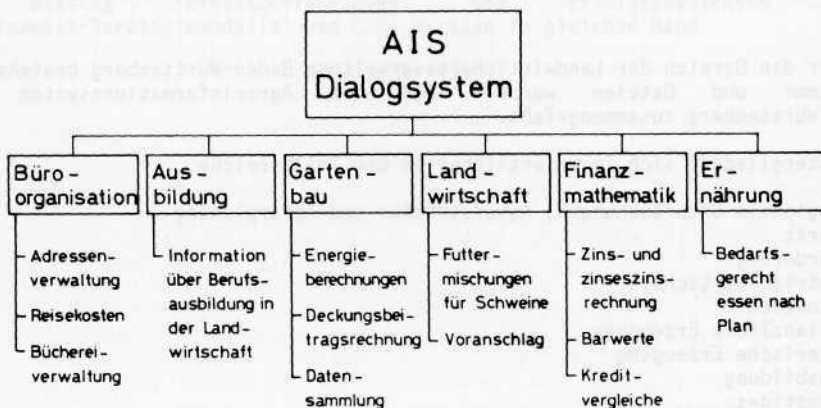 AIS
Dialogsystem
Büro-
organisation
Adressen-
verwaltung
Reisekosten
Bücherei-
verwaltung
Aus-
bildung
Information
über Berufs-
ausbildung in
der Land-
wirtschaft
Garten-
bau
Energie-
berechnungen
Deckungsbei-
tragsrechnung
Daten-
sammlung
Land-
wirtschaft
Futter-
mischungen
für Schweine
Voranschlag
Finanz-
mathematik
Zins- und
zinseszins-
rechnung
Barwerte
Kredit-
vergleiche
Er-
nährung
Bedarfs-
gerecht
essen nach
Plan